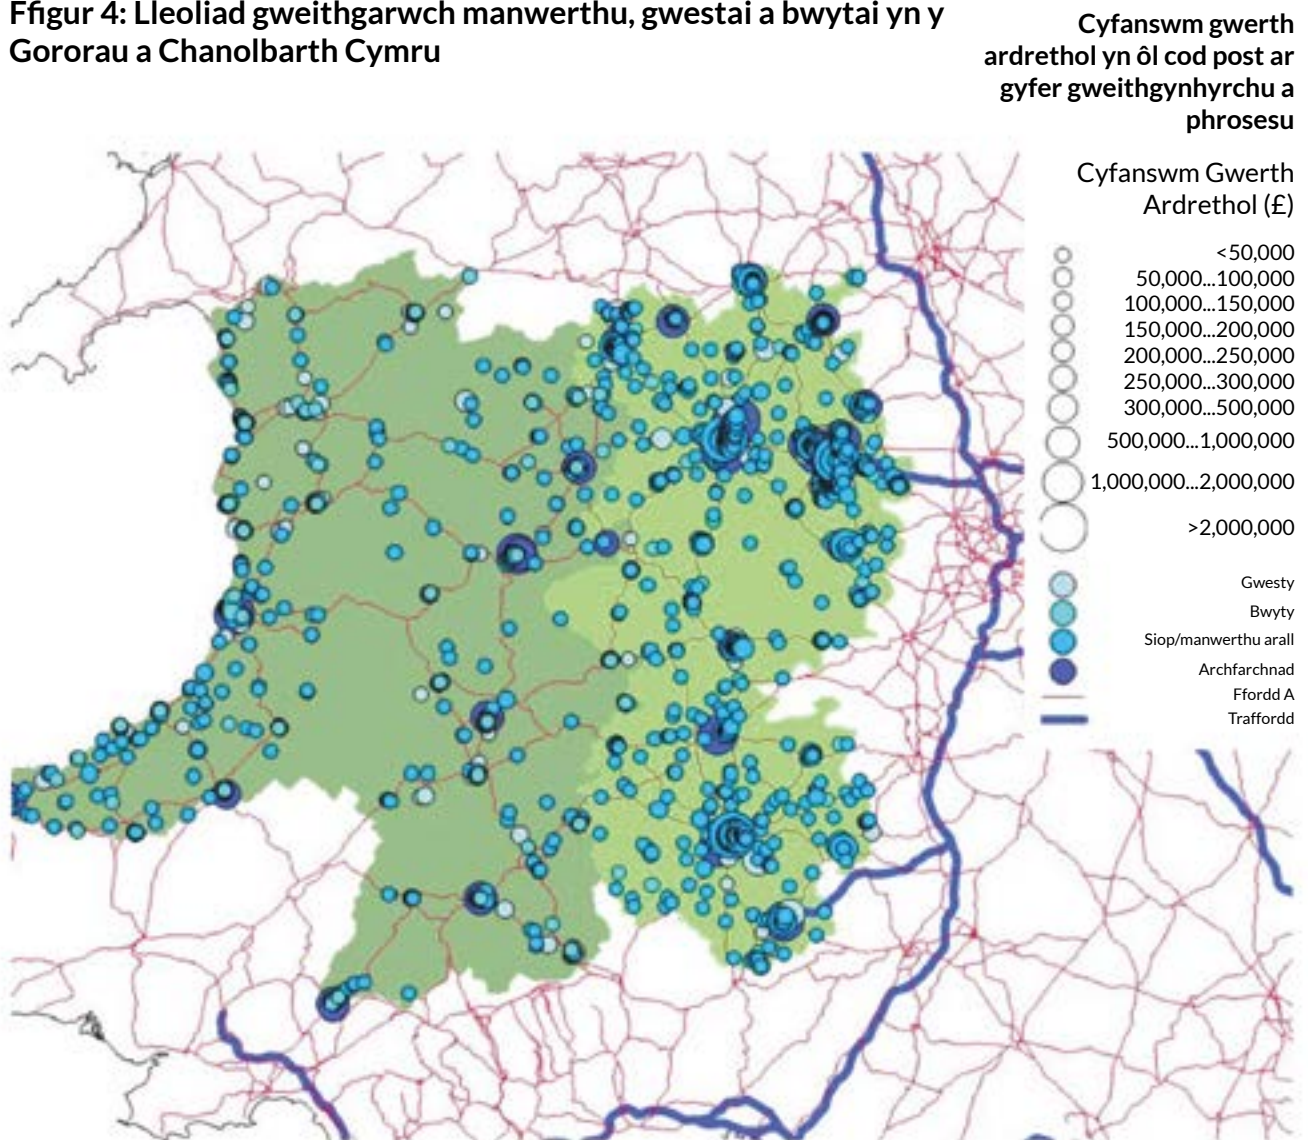 Ffigur 4: Lleoliad gweithgarwch manwerthu, gwestai a bwytai yn y
Gororau a Chanolbarth Cymru
Cyfanswm gwerth
ardrethol yn ôl cod post ar
gyfer gweithgynhyrchu a
phrosesu
Cyfanswm Gwerth
Ardrethol (£)
<50,000
50,000...100,000
100,000...150,000
150,000...200,000
200,000...250,000
250,000...300,000
300,000...500,000
500,000...1,000,000
1,000,000...2,000,000
>2,000,000
Gwesty
Bwyty
Siop/manwerthu arall
Archfarchnad
Ffordd A
Traffordd